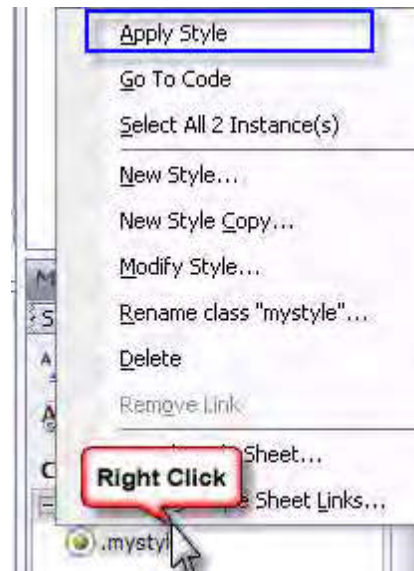 Apply Style
Go To Code
Select All 2 Instance(s)
New Style...
New Style Copy...
Modify Style...
Rename class "mystyle"...
Delete
Remove Link
Sheet...
Sheet Links...
Right Click
.mystyl